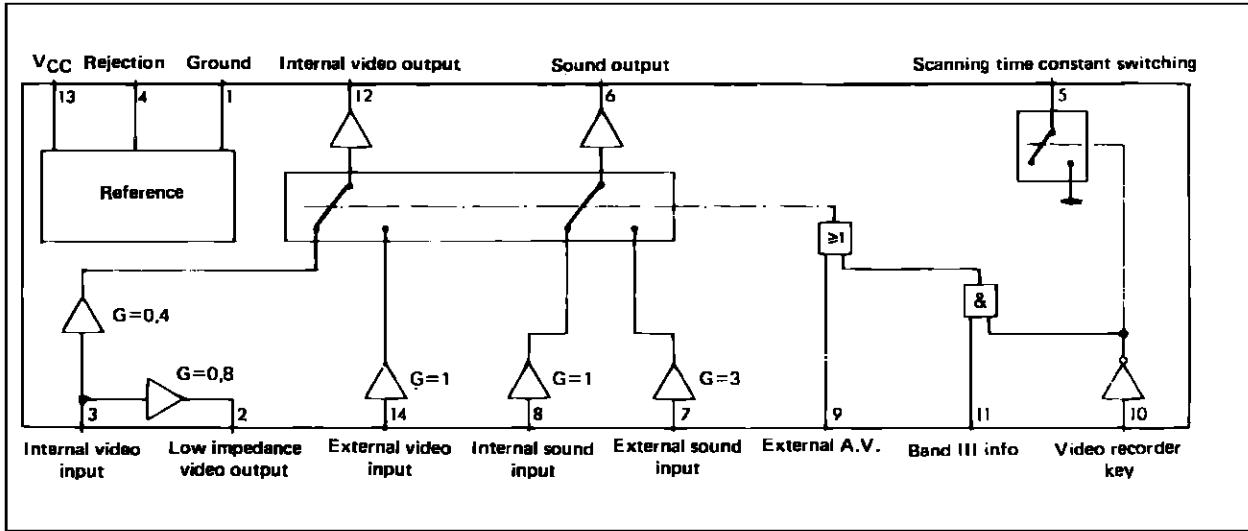 VCC Rejection Ground Internal video output Sound output Scanning time constant switching
13 4 1 12 6 5
Reference
≥1
&
G=0,4
G=0,8
G=1 G=1 G=3
3 2 14 8 7 9 11 10
Internal video input
Low impedance video output
External video input
Internal sound input
External sound input
External A.V.
Band III info
Video recorder key